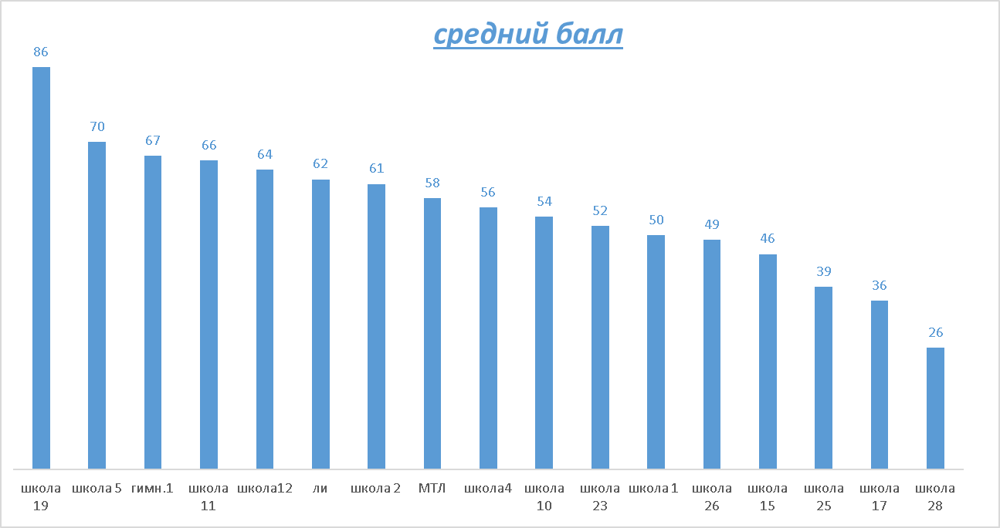 средний балл
86
70
67
66
64
62
61
58
56
54
52
50
49
46
39
36
26
школа 19
школа 5
гимн.1
школа 11
школа12
ли
школа 2
МТЛ
школа4
школа 10
школа 23
школа 1
школа 26
школа 15
школа 25
школа 17
школа 28